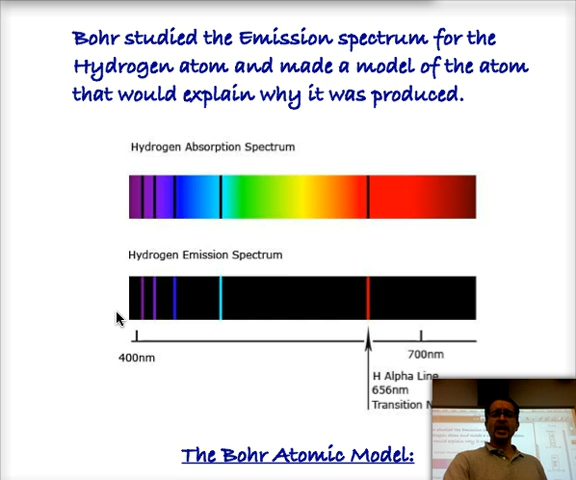 Bohr studied the Emission spectrum for the
Hydrogen atom and made a model of the atom
that would explain why it was produced.
Hydrogen Absorption Spectrum
Hydrogen Emission Spectrum
400nm
700nm
H Alpha Line
656nm
Transition N
The Bohr Atomic Model: